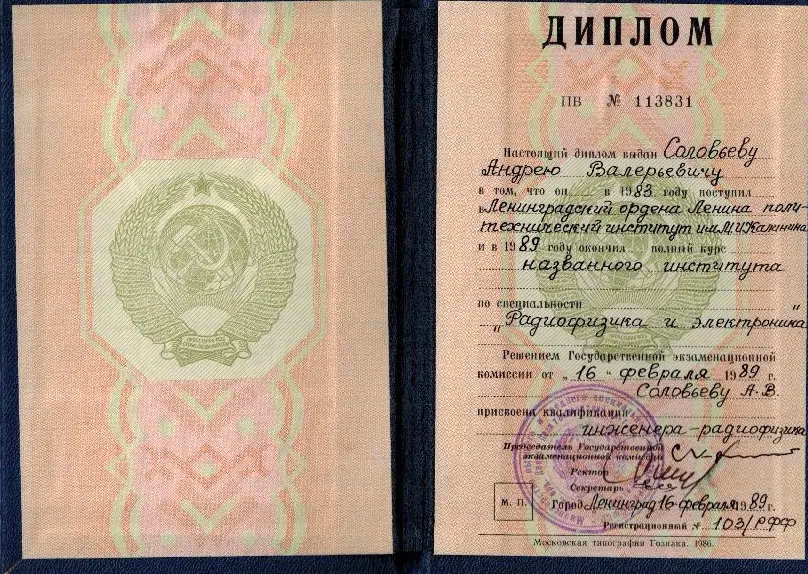 ДИПЛОМ
ПВ № 113831
Настоящий диплом выдан Соловьеву
Андрею Валерьевичу
в том, что он в 1983 году поступил
в Ленинградский ордена Ленина поли-
технический институт им. М.И. Калинина
и в 1989 году окончил полный курс
названного института
по специальности "
„Радиофизика и электроника
Решением Государственной экзаменационной
комиссии от „16" февраля 1989 г.
Соловьеву А. В.
присвоена квалификация
инженера-радиофизика
Председатель Государственной
экзаменационной комиссии
Ректор
Секретарь
М. П. Город Ленинград 16 февраля 1989 г.
Регистрационный № 103/РФФ
Московская типография Гознака. 1986.